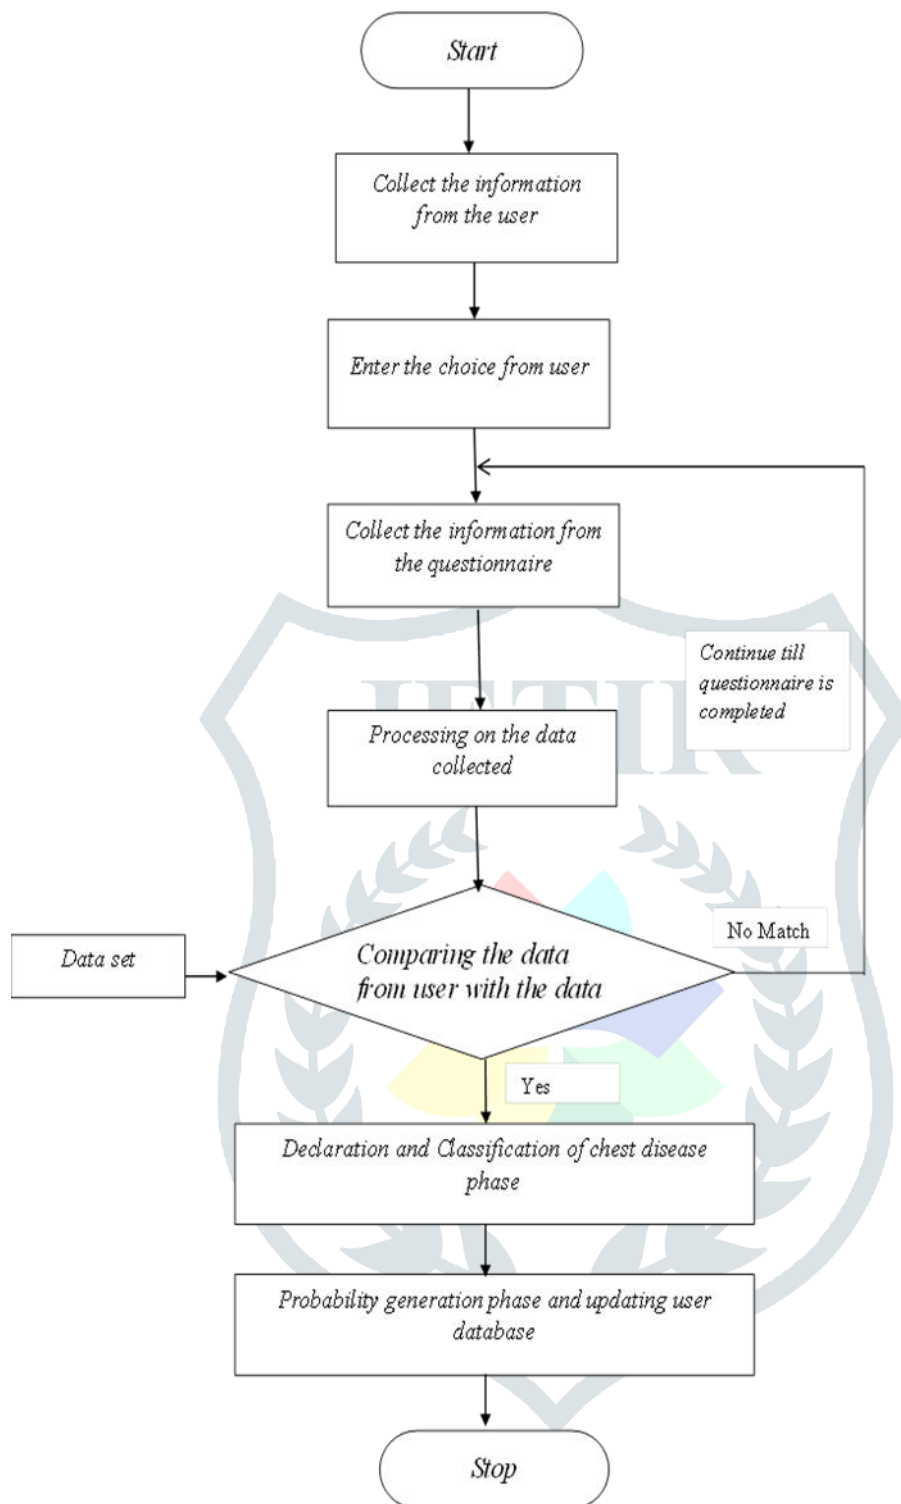 Start
Collect the information
from the user
Enter the choice from user
Collect the information from
the questionnaire
Continue till
questionnaire is
completed
JETIR
Processing on the data
collected
No Match
Data set
Comparing the data
from user with the data
Yes
Declaration and Classification of chest disease
phase
Probability generation phase and updating user
database
Stop